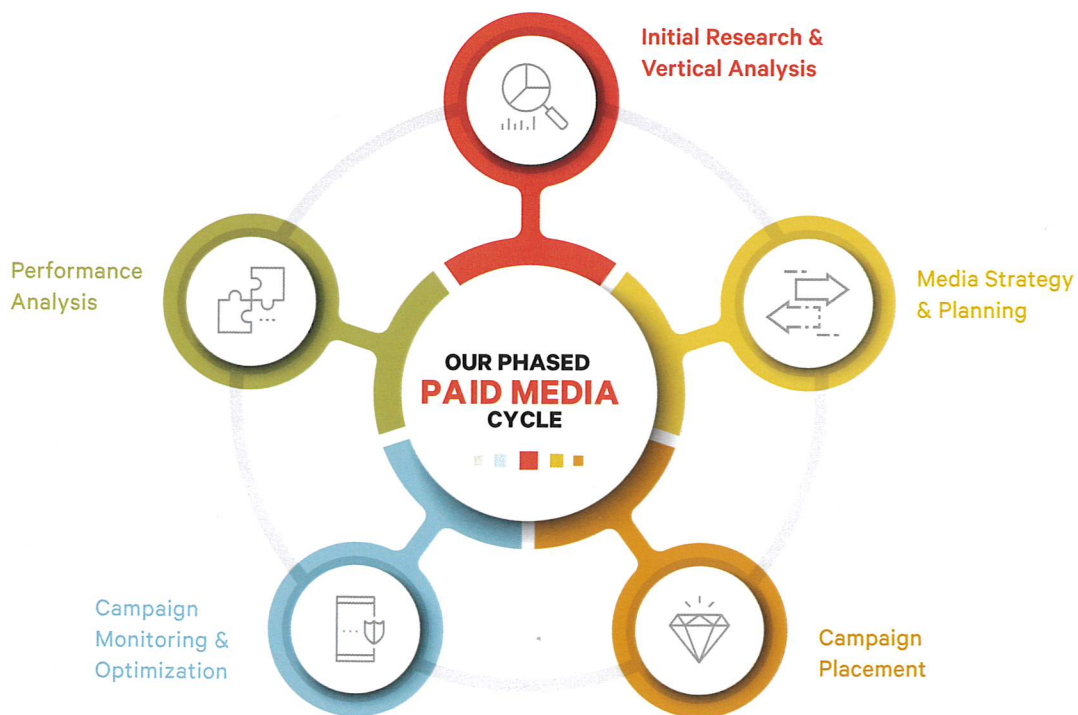 Initial Research &
Vertical Analysis
Media Strategy
& Planning
Campaign
Placement
Campaign
Monitoring &
Optimization
Performance
Analysis
OUR PHASED
PAID MEDIA
CYCLE